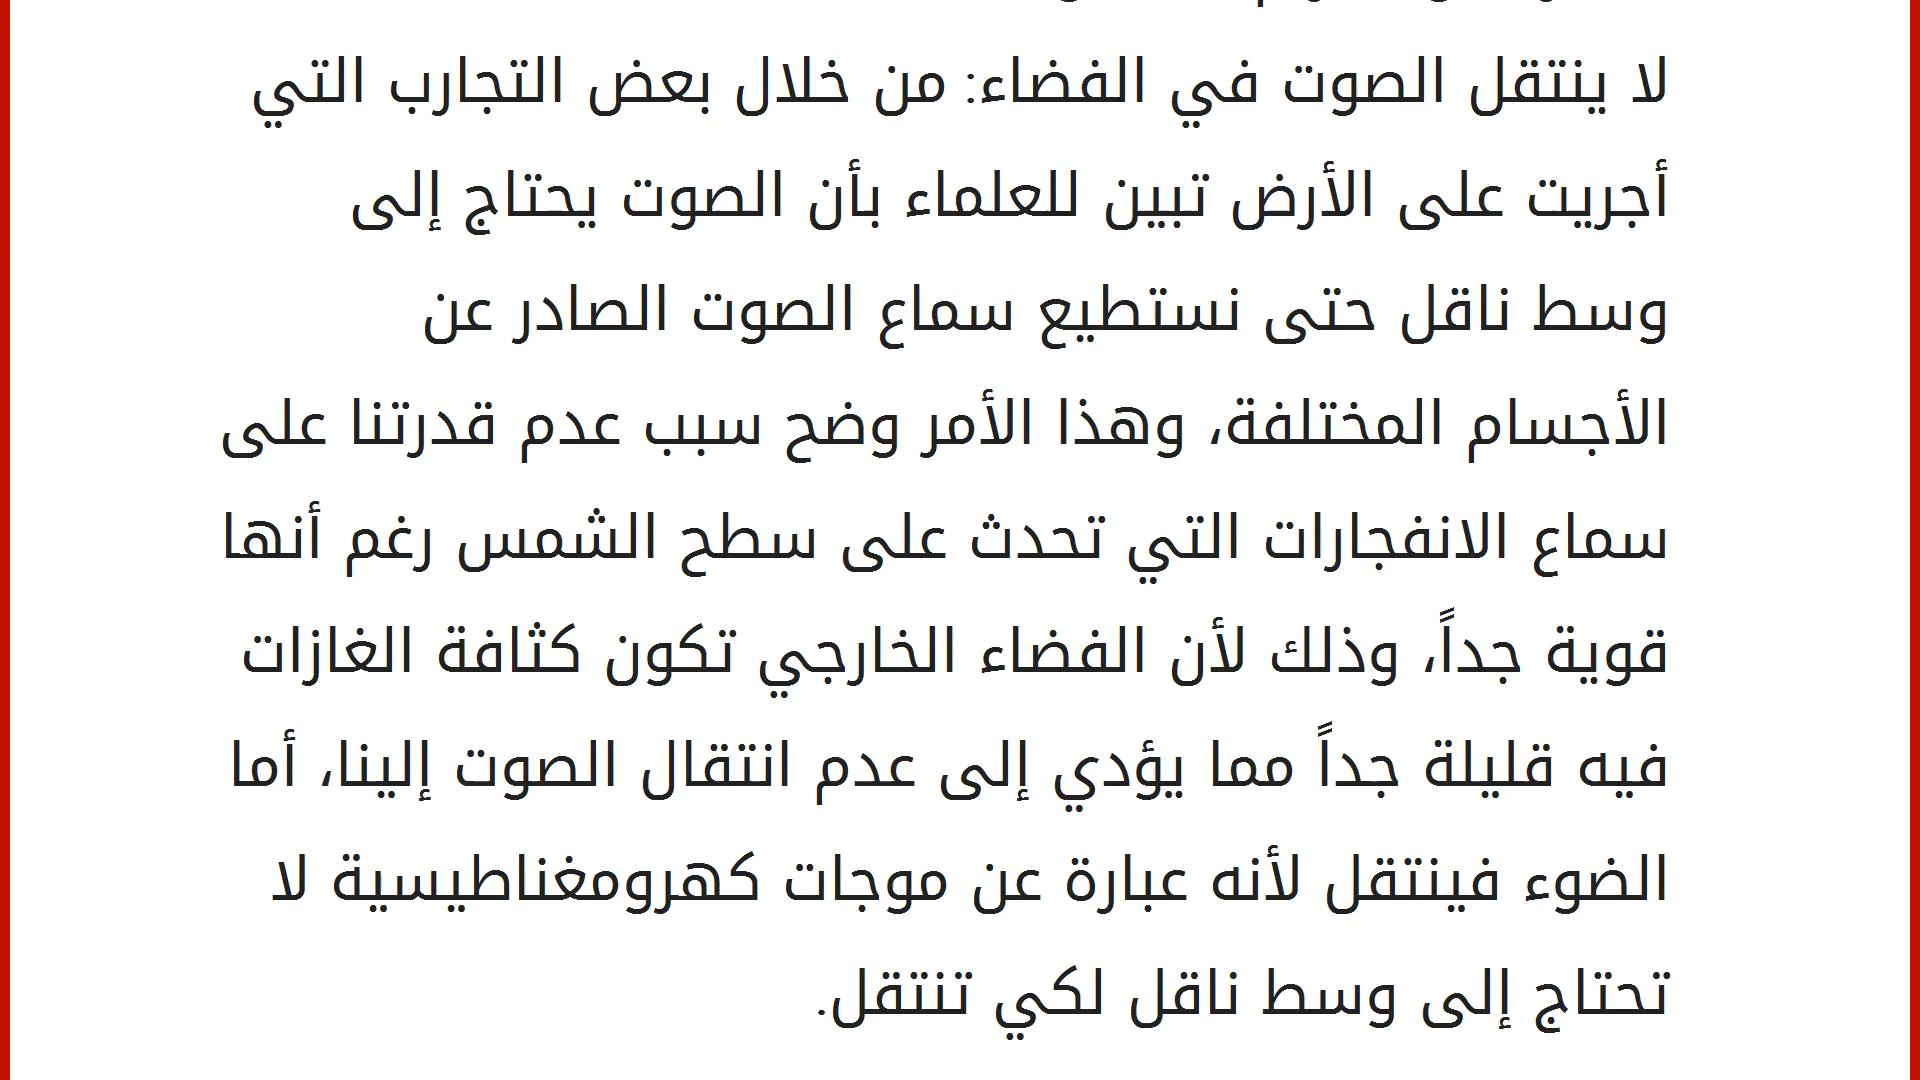 لا ينتقل الصوت في الفضاء: من خلال بعض التجارب التي
أجريت على الأرض تبين للعلماء بأن الصوت يحتاج إلى
وسط ناقل حتى نستطيع سماع الصوت الصادر عن
الأجسام المختلفة، وهذا الأمر وضح سبب عدم قدرتنا على
سماع الانفجارات التي تحدث على سطح الشمس رغم أنها
قوية جداً، وذلك لأن الفضاء الخارجي تكون كثافة الغازات
فيه قليلة جداً مما يؤدي إلى عدم انتقال الصوت إلينا، أما
الضوء فينتقل لأنه عبارة عن موجات كهرومغناطيسية لا
تحتاج إلى وسط ناقل لكي تنتقل.